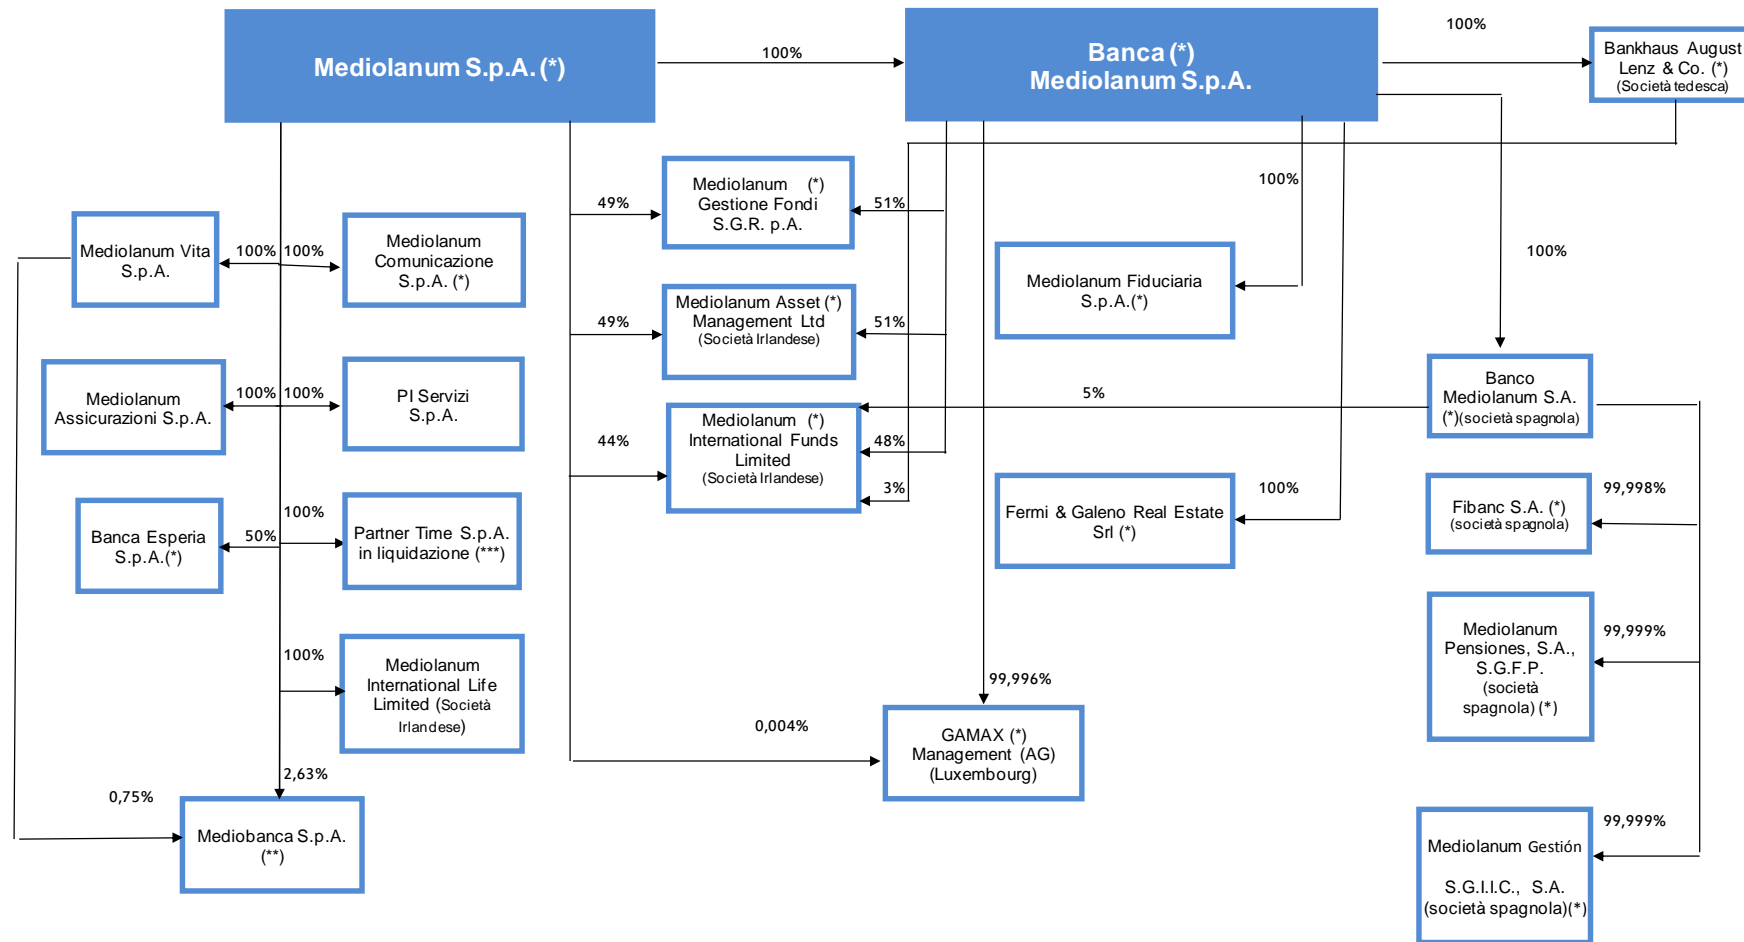 Mediolanum S.p.A. (*)
100%
Banca (*)
Mediolanum S.p.A.
100%
Bankhaus August
Lenz & Co. (*)
(Società tedesca)
49%
Mediolanum (*)
Gestione Fondi
S.G.R. p.A.
51%
100%
Mediolanum Vita
S.p.A.
100%
100%
Mediolanum
Comunicazione
S.p.A. (*)
Mediolanum Fiduciaria
S.p.A.(*)
100%
49%
Mediolanum Asset (*)
Management Ltd
(Società Irlandese)
51%
Mediolanum
Assicurazioni S.p.A.
100%
100%
PI Servizi
S.p.A.
5%
Banco
Mediolanum S.A.
(*)(società spagnola)
44%
Mediolanum (*)
International Funds
Limited
(Società Irlandese)
48%
3%
Banca Esperia
S.p.A.(*)
50%
100%
Partner Time S.p.A.
in liquidazione (***)
Fermi & Galeno Real Estate
Srl (*)
100%
Fibanc S.A. (*)
(società spagnola)
99,998%
100%
Mediolanum
International Life
Limited (Società
Irlandese)
Mediolanum
Pensiones, S.A.,
S.G.F.P.
(società
spagnola) (*)
99,999%
99,996%
0,004%
GAMAX (*)
Management (AG)
(Luxembourg)
2,63%
0,75%
Mediobanca S.p.A.
(**)
99,999%
Mediolanum Gestión
S.G.I.I.C., S.A.
(società spagnola)(*)